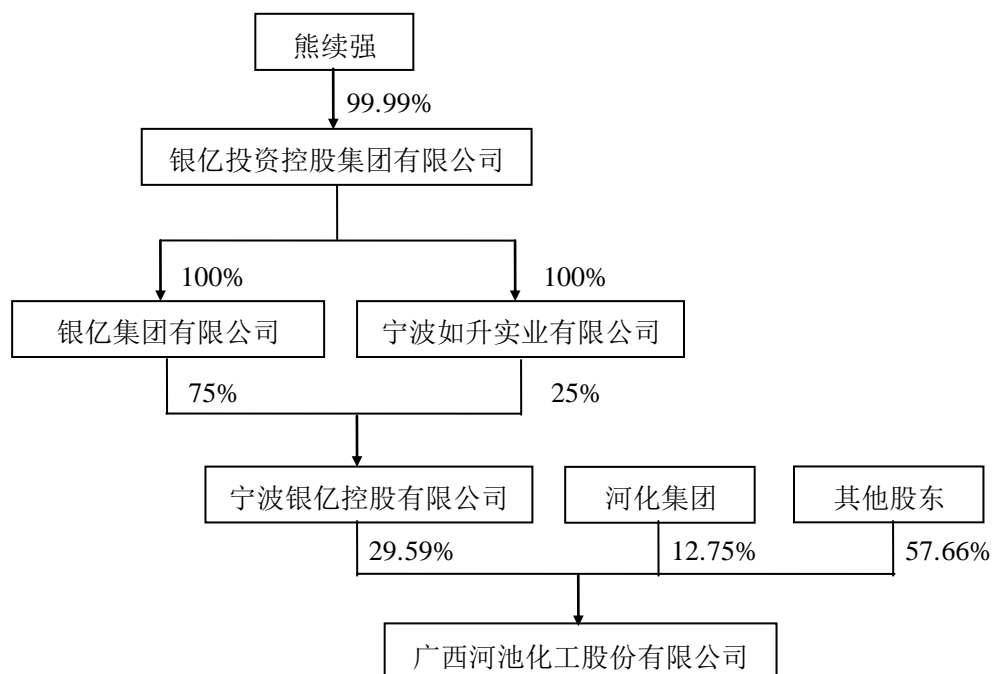 熊续强
99.99%
银亿投资控股集团有限公司
100%
100%
银亿集团有限公司
宁波如升实业有限公司
75%
25%
宁波银亿控股有限公司
河化集团
其他股东
29.59%
12.75%
57.66%
广西河池化工股份有限公司